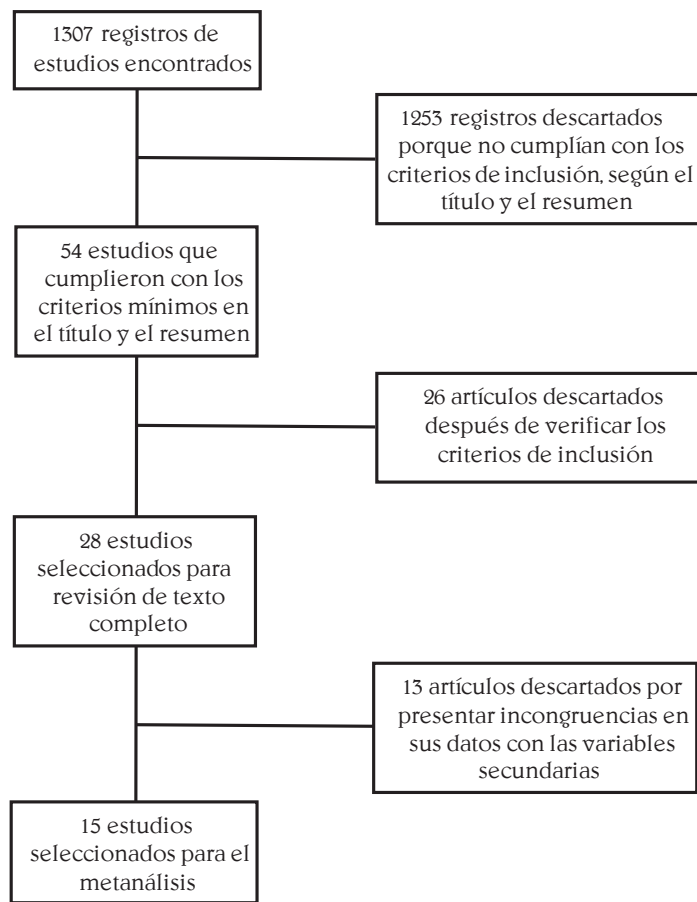 1307 registros de
estudios encontrados
1253 registros descartados
porque no cumplían con los
criterios de inclusión, según el
título y el resumen
54 estudios que
cumplieron con los
criterios mínimos en
el título y el resumen
26 artículos descartados
después de verificar los
criterios de inclusión
28 estudios
seleccionados para
revisión de texto
completo
13 artículos descartados por
presentar incongruencias en
sus datos con las variables
secundarias
15 estudios
seleccionados para el
metanálisis